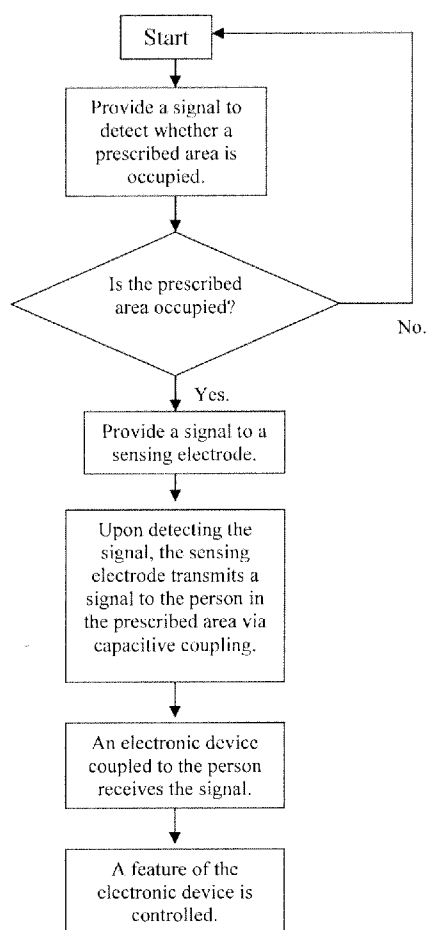 Start
Provide a signal to
detect whether a
prescribed area is
occupied.
Is the prescribed
area occupied?
No.
Yes.
Provide a signal to a
sensing electrode.
Upon detecting the
signal, the sensing
electrode transmits a
signal to the person in
the prescribed area via
capacitive coupling.
An electronic device
coupled to the person
receives the signal.
A feature of the
electronic device is
controlled.